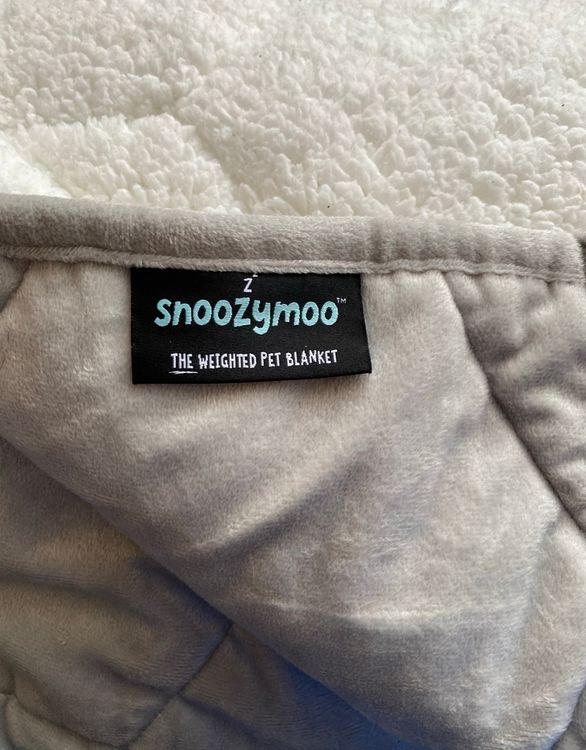 z
z
snoozymoo™
THE WEIGHTED PET BLANKET